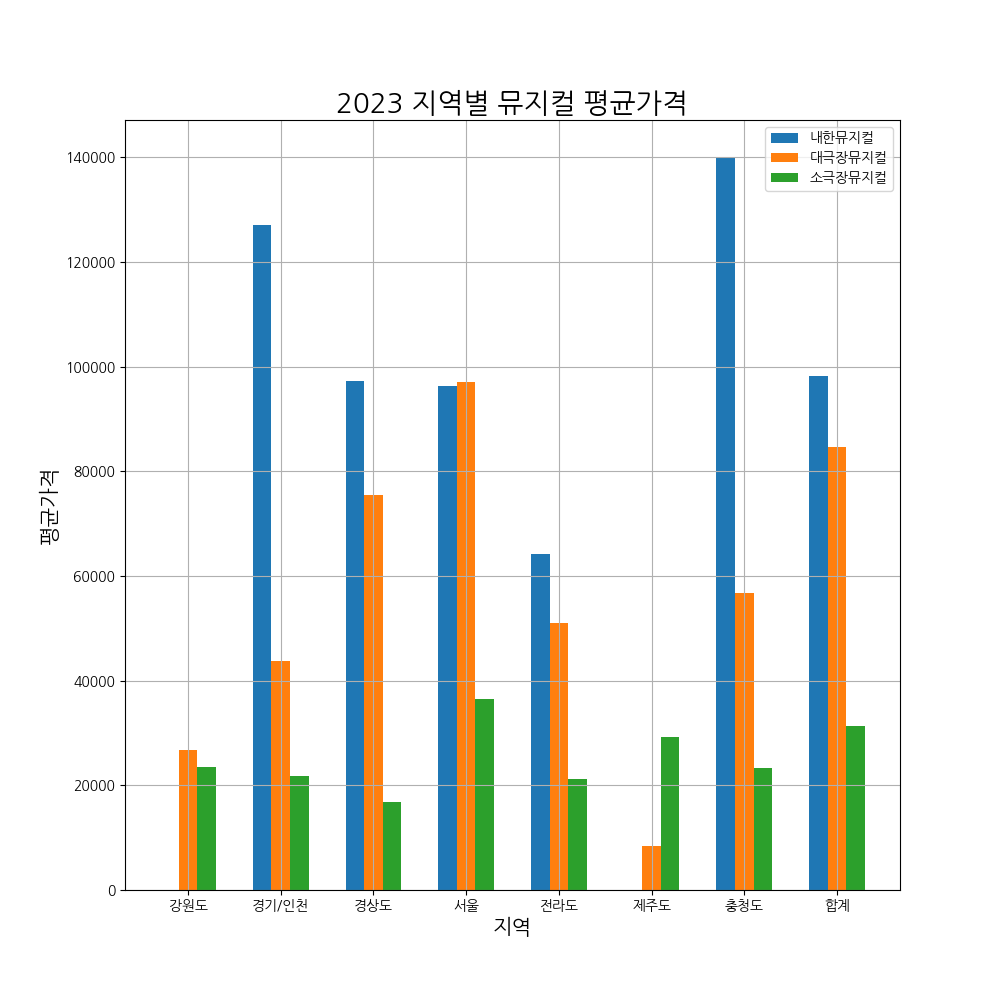 2023 지역별 뮤지컬 평균가격
내한뮤지컬
대극장뮤지컬
소극장뮤지컬
평균가격
140000
120000
100000
80000
60000
40000
20000
0
강원도 경기/인천 경상도 서울 전라도 제주도 충청도 합계
지역